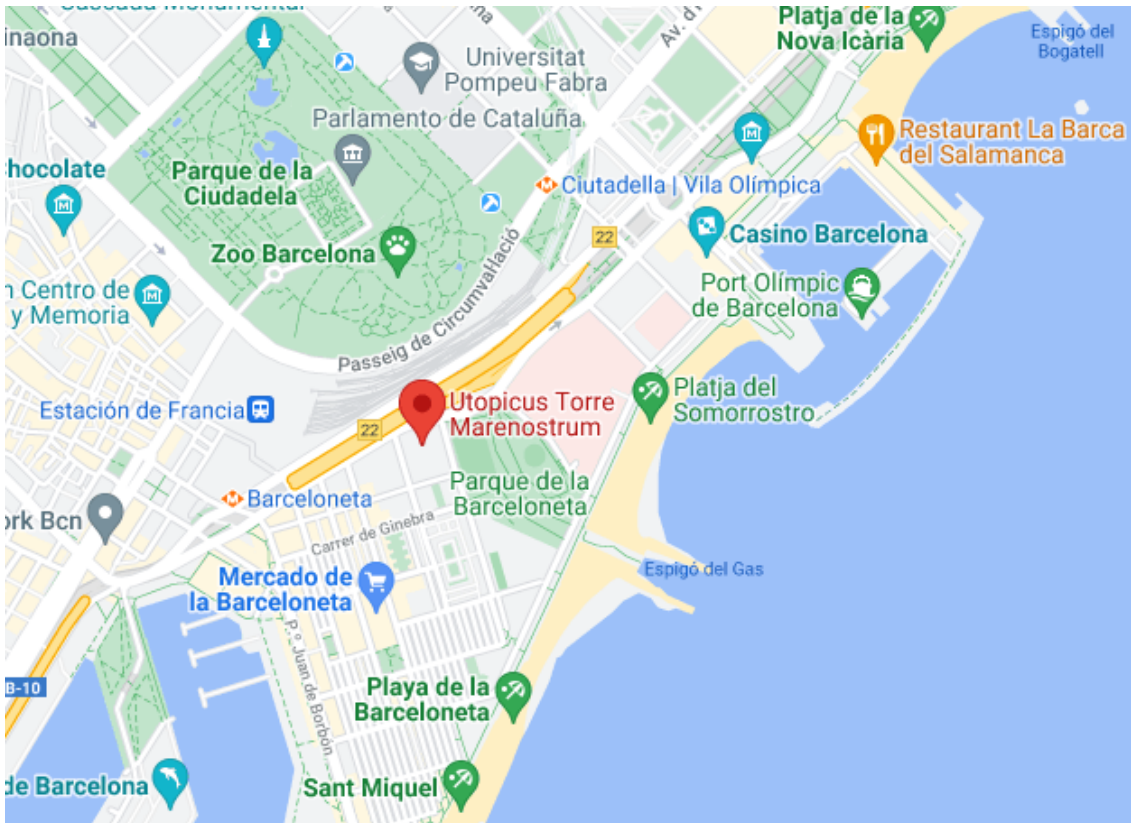 Platja de la
Nova Icària
Espigó del
Bogatell
Av. d'
Universitat
Pompeu Fabra
Parlamento de Cataluña
Restaurant La Barca
del Salamanca
hocolate
Parque de la
Ciudadela
Ciutadella | Vila Olímpica
Zoo Barcelona
22
Casino Barcelona
n Centro de
y Memoria
Port Olímpic
de Barcelona
Passeig de Circumval·lació
Estación de Francia
22
Utopicus Torre
Marenostrum
Platja del
Somorrostro
Barceloneta
Parque de la
Barceloneta
ork Bcn
Carrer de Ginebra
Mercado de
la Barceloneta
Espigó del Gas
P.º Juan de Borbón
B-10
Playa de la
Barceloneta
de Barcelona
Sant Miquel